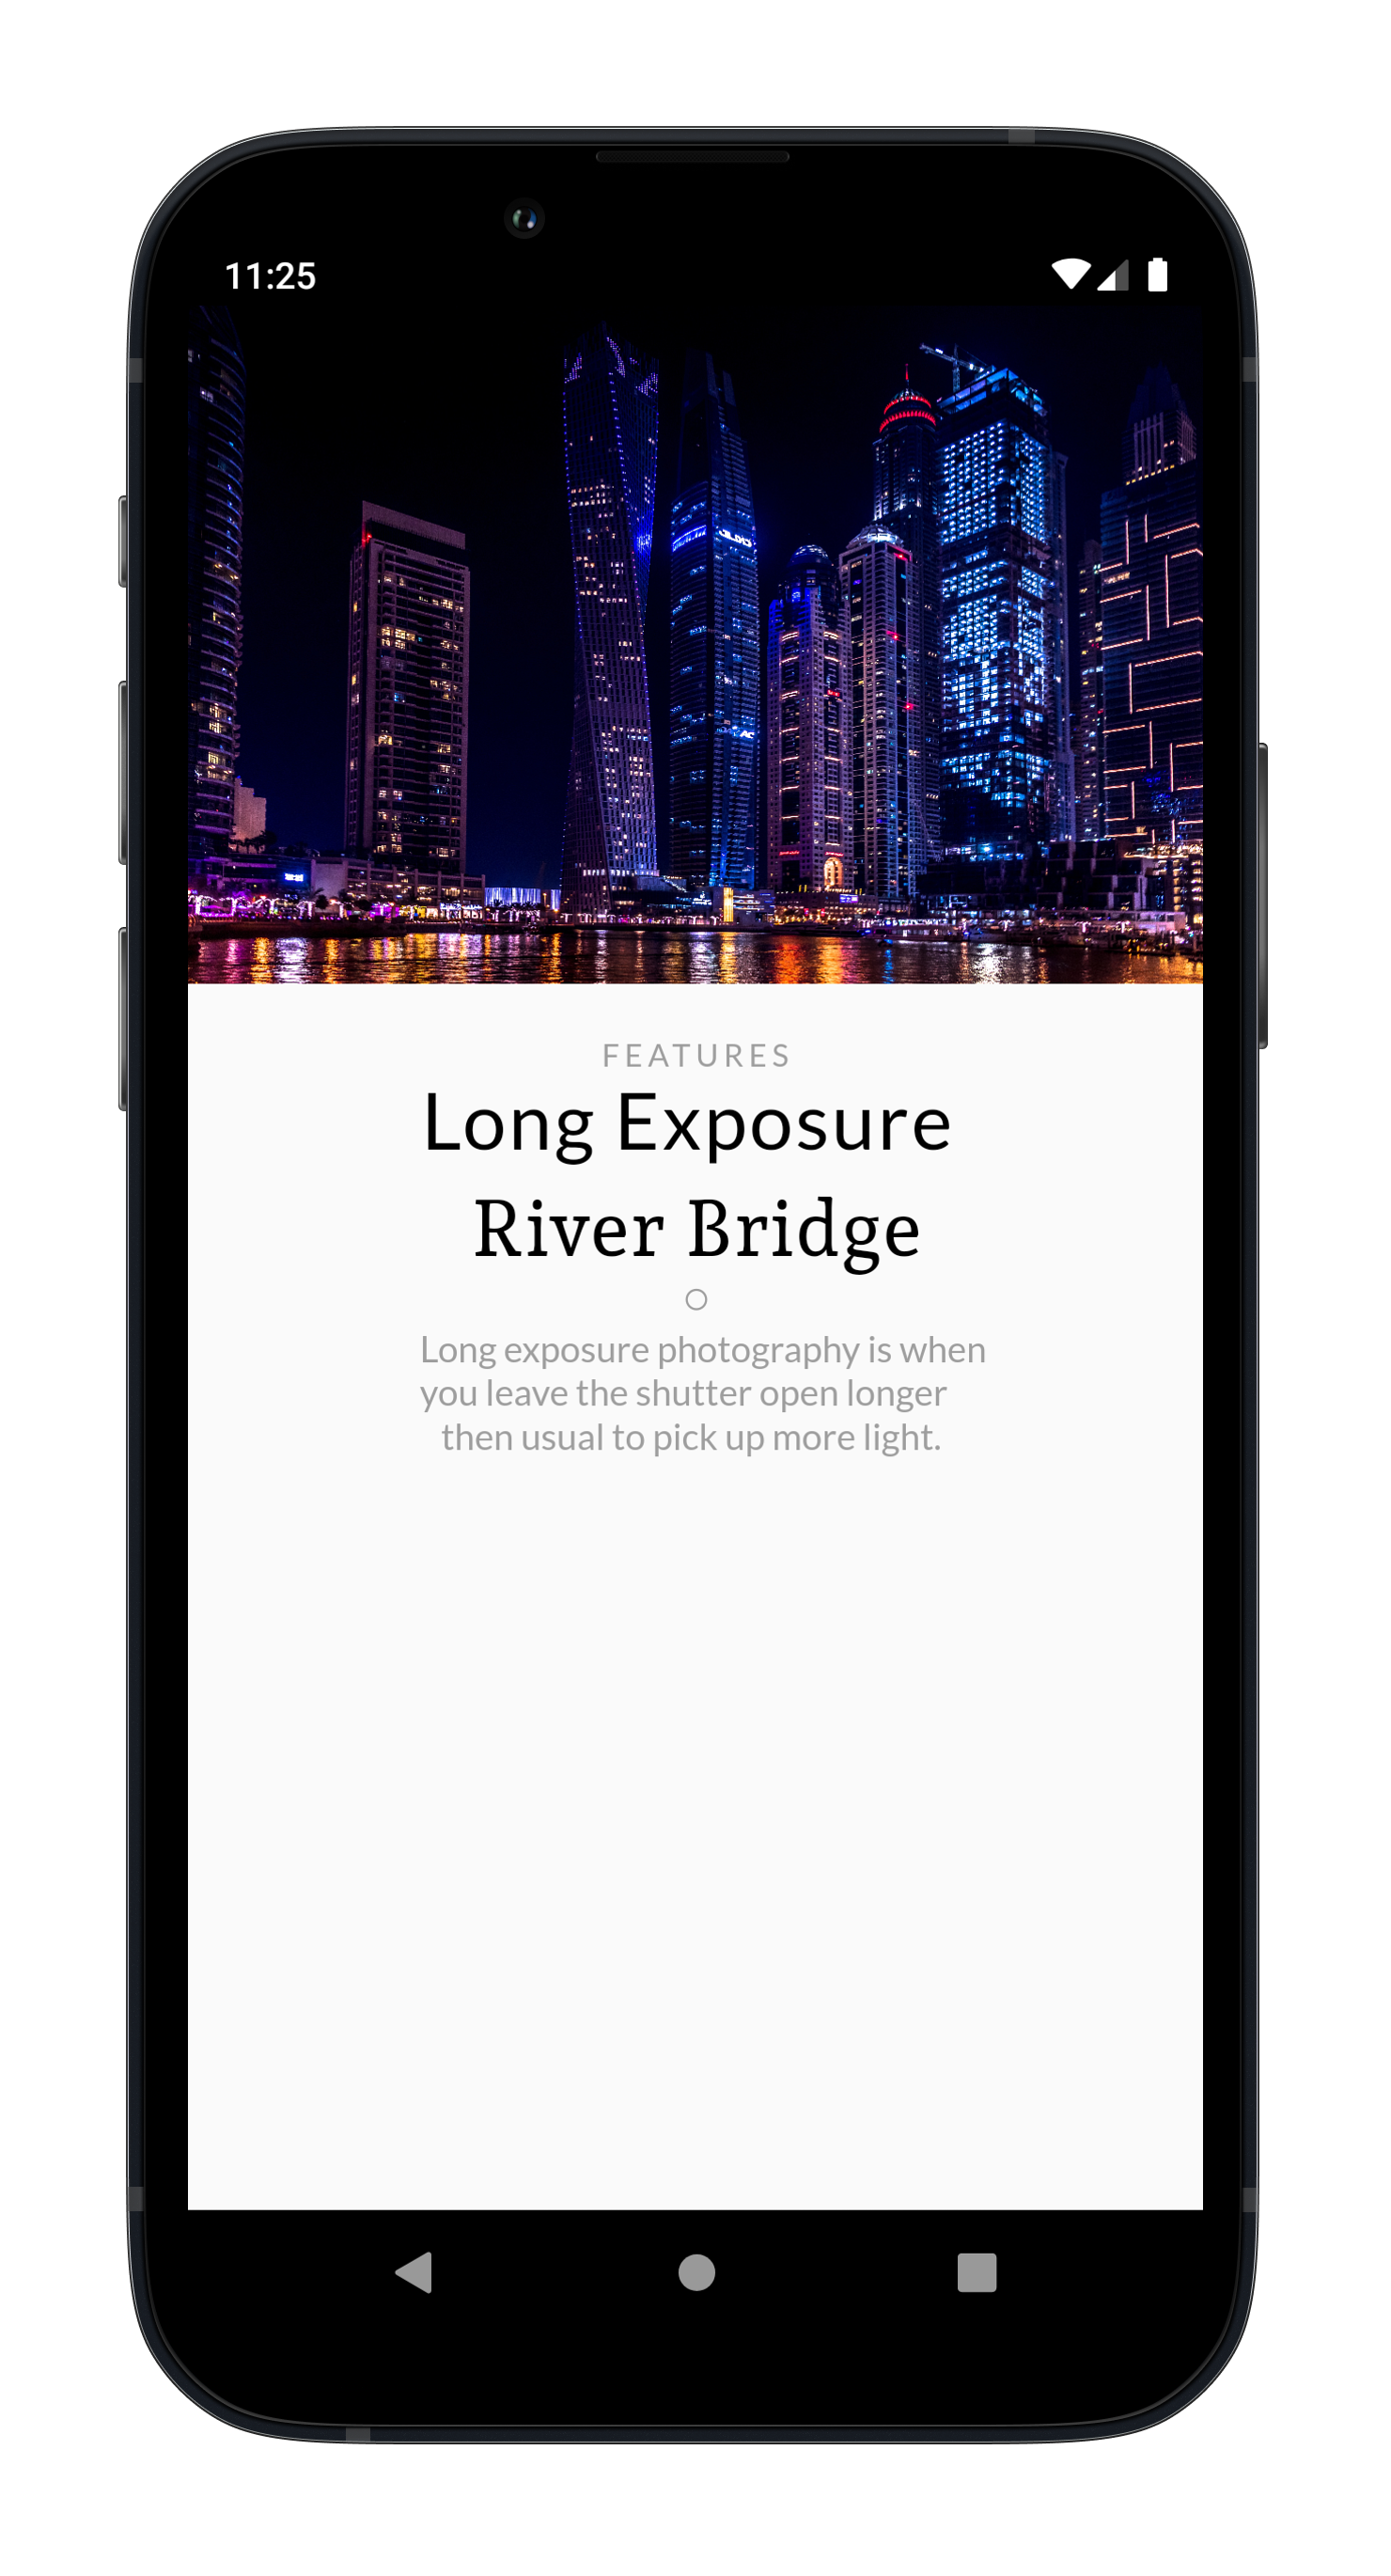 11:25
FEATURES
Long Exposure
River Bridge
Long exposure photography is when
you leave the shutter open longer
then usual to pick up more light.